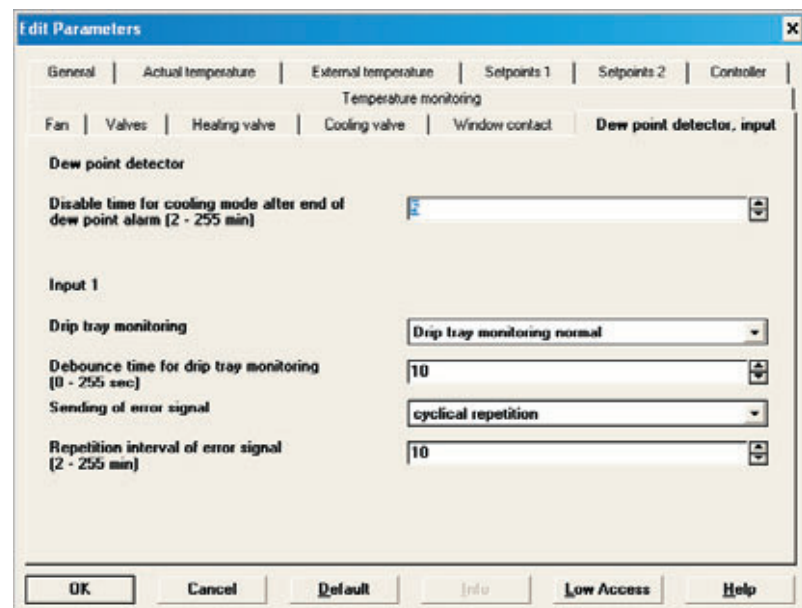 Edit Parameters
General | Actual temperature | External temperature | Setpoints 1 | Setpoints 2 | Controller
Temperature monitoring
Fan | Valves | Heating valve | Cooling valve | Window contact | Dew point detector, input
Dew point detector
Disable time for cooling mode after end of
dew point alarm (2 - 255 min)
Input 1
Drip tray monitoring
Drip tray monitoring normal
Debounce time for drip tray monitoring
(0 - 255 sec)
10
Sending of error signal
cyclical repetition
Repetition interval of error signal
(2 - 255 min)
10
OK Cancel Default Info Low Access Help